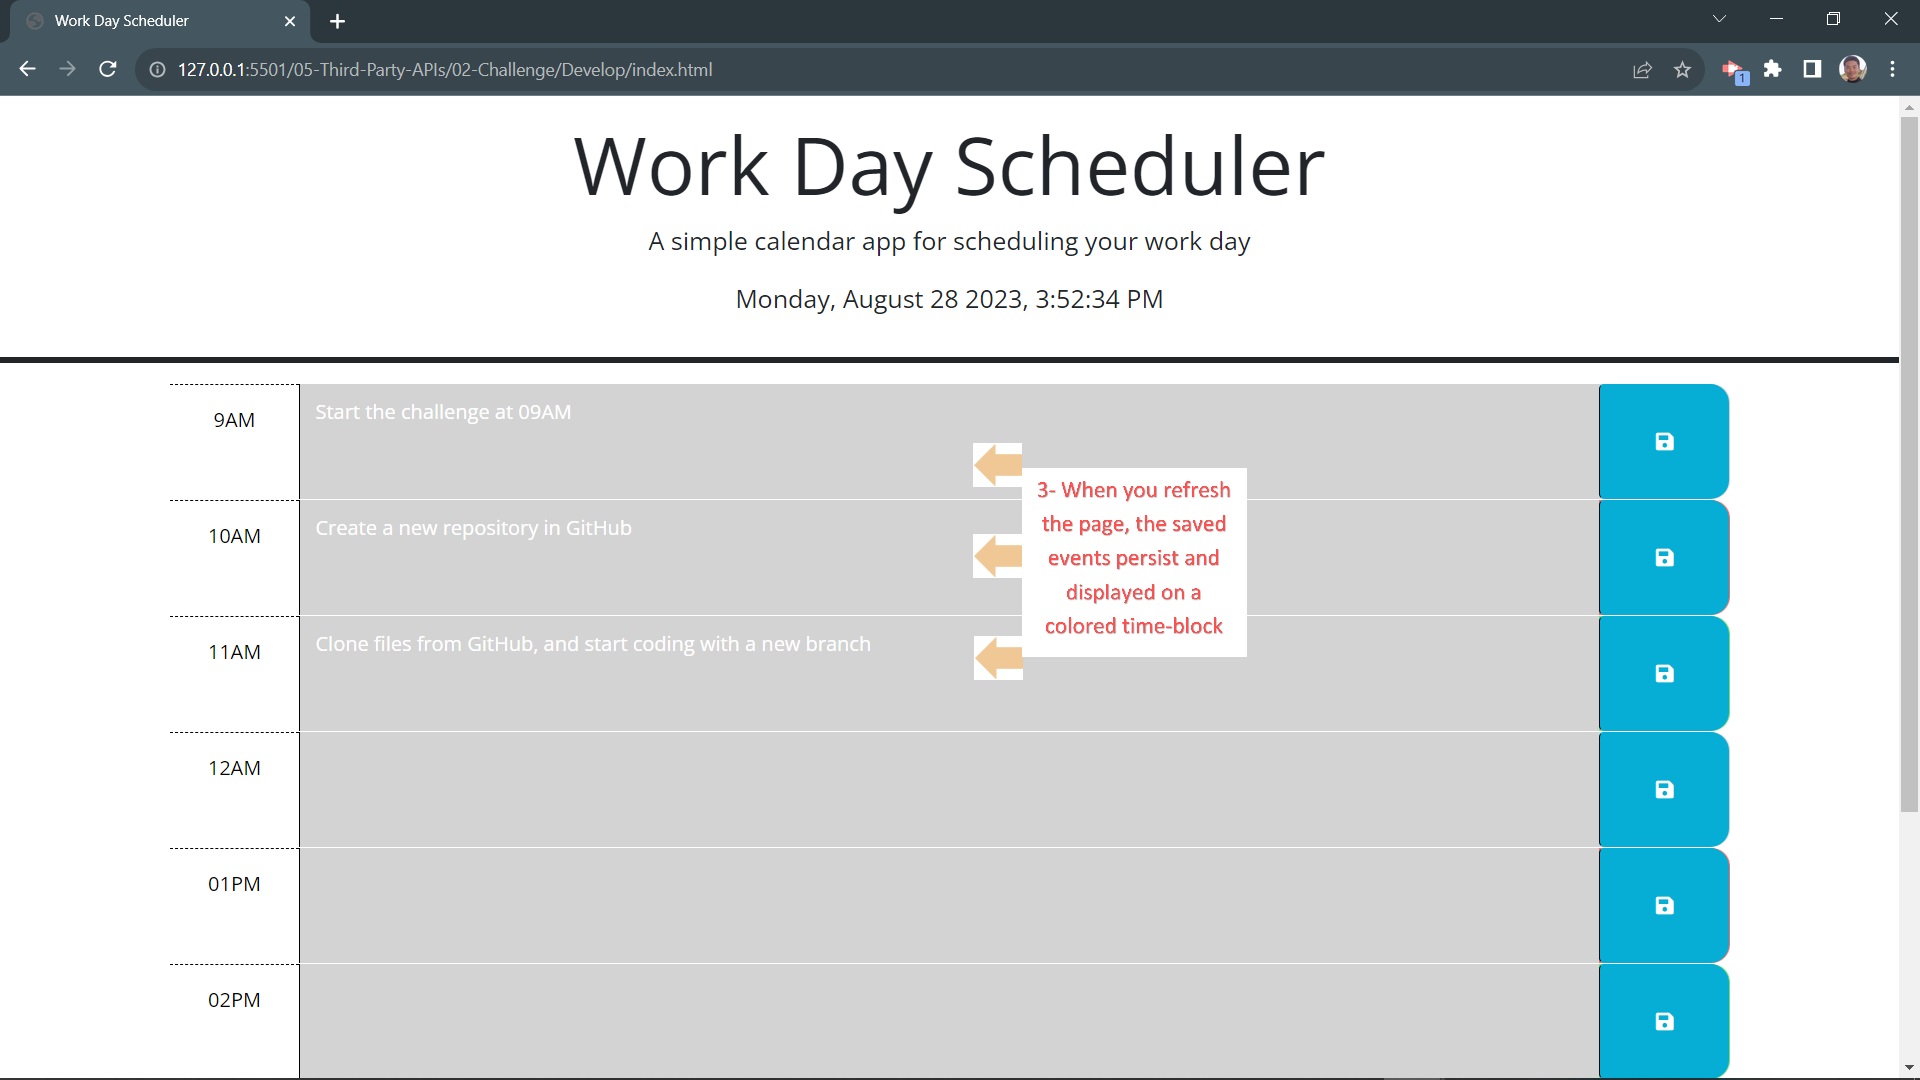 Work Day Scheduler
127.0.0.1:5501/05-Third-Party-APIs/02-Challenge/Develop/index.html
1
Work Day Scheduler
A simple calendar app for scheduling your work day
Monday, August 28 2023, 3:52:34 PM
9AM
Start the challenge at 09AM
3- When you refresh
the page, the saved
events persist and
displayed on a
colored time-block
10AM
Create a new repository in GitHub
11AM
Clone files from GitHub, and start coding with a new branch
12AM
01PM
02PM